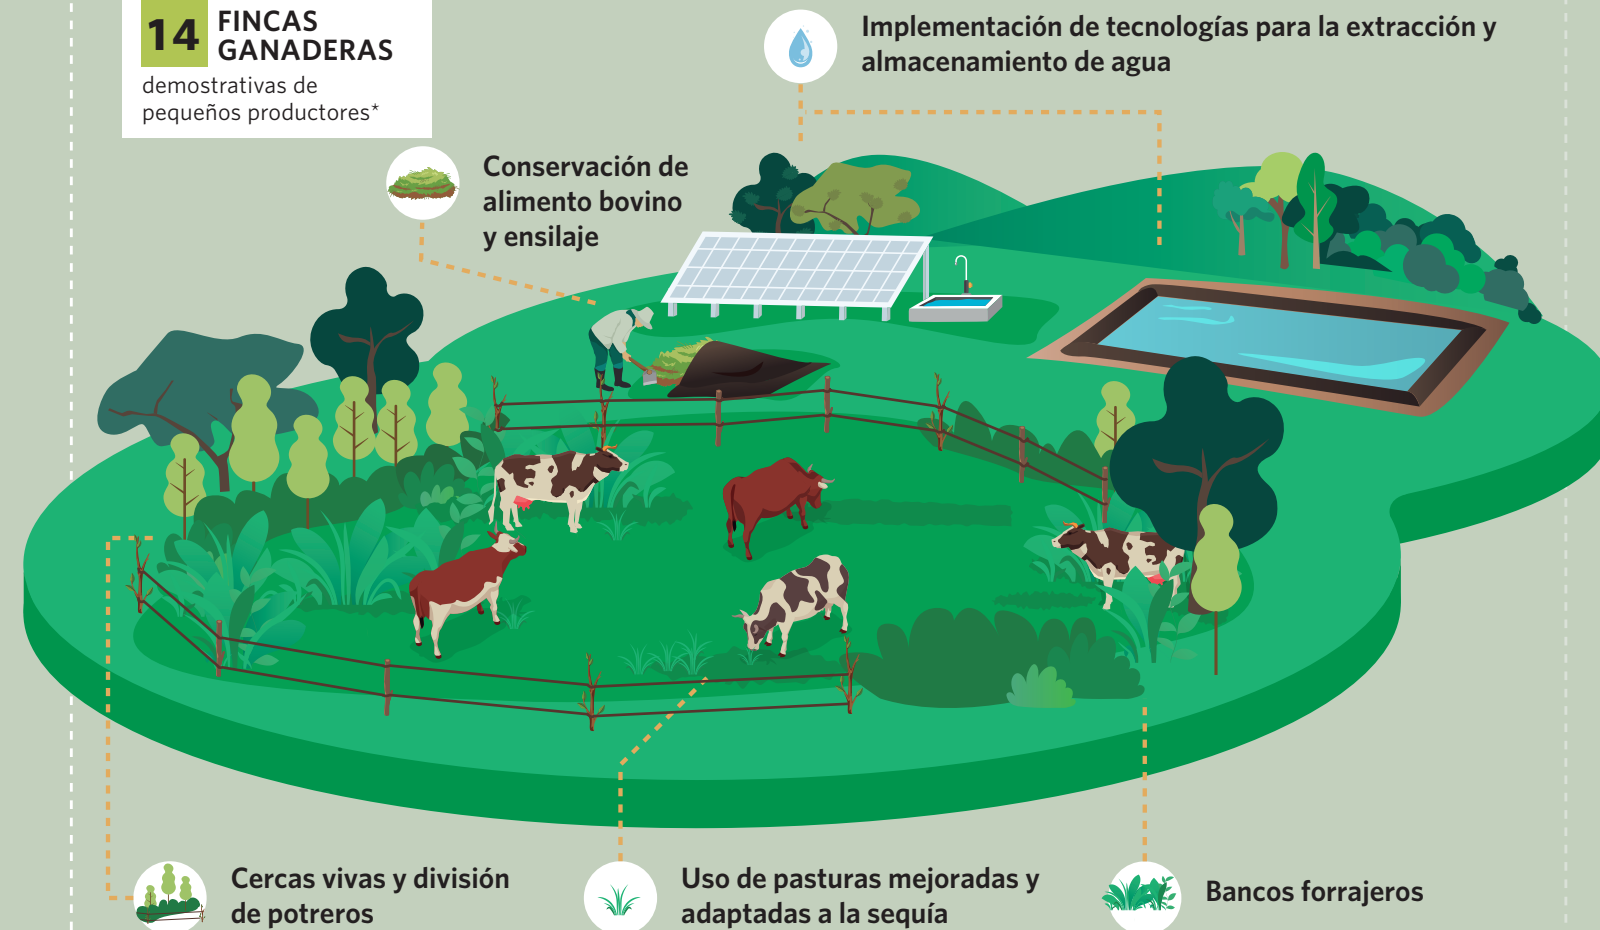 14 FINCAS
GANADERAS
demostrativas de
pequeños productores*
Implementación de tecnologías para la extracción y
almacenamiento de agua
Conservación de
alimento bovino
y ensilaje
Cercas vivas y división
de potreros
Uso de pasturas mejoradas y
adaptadas a la sequía
Bancos forrajeros